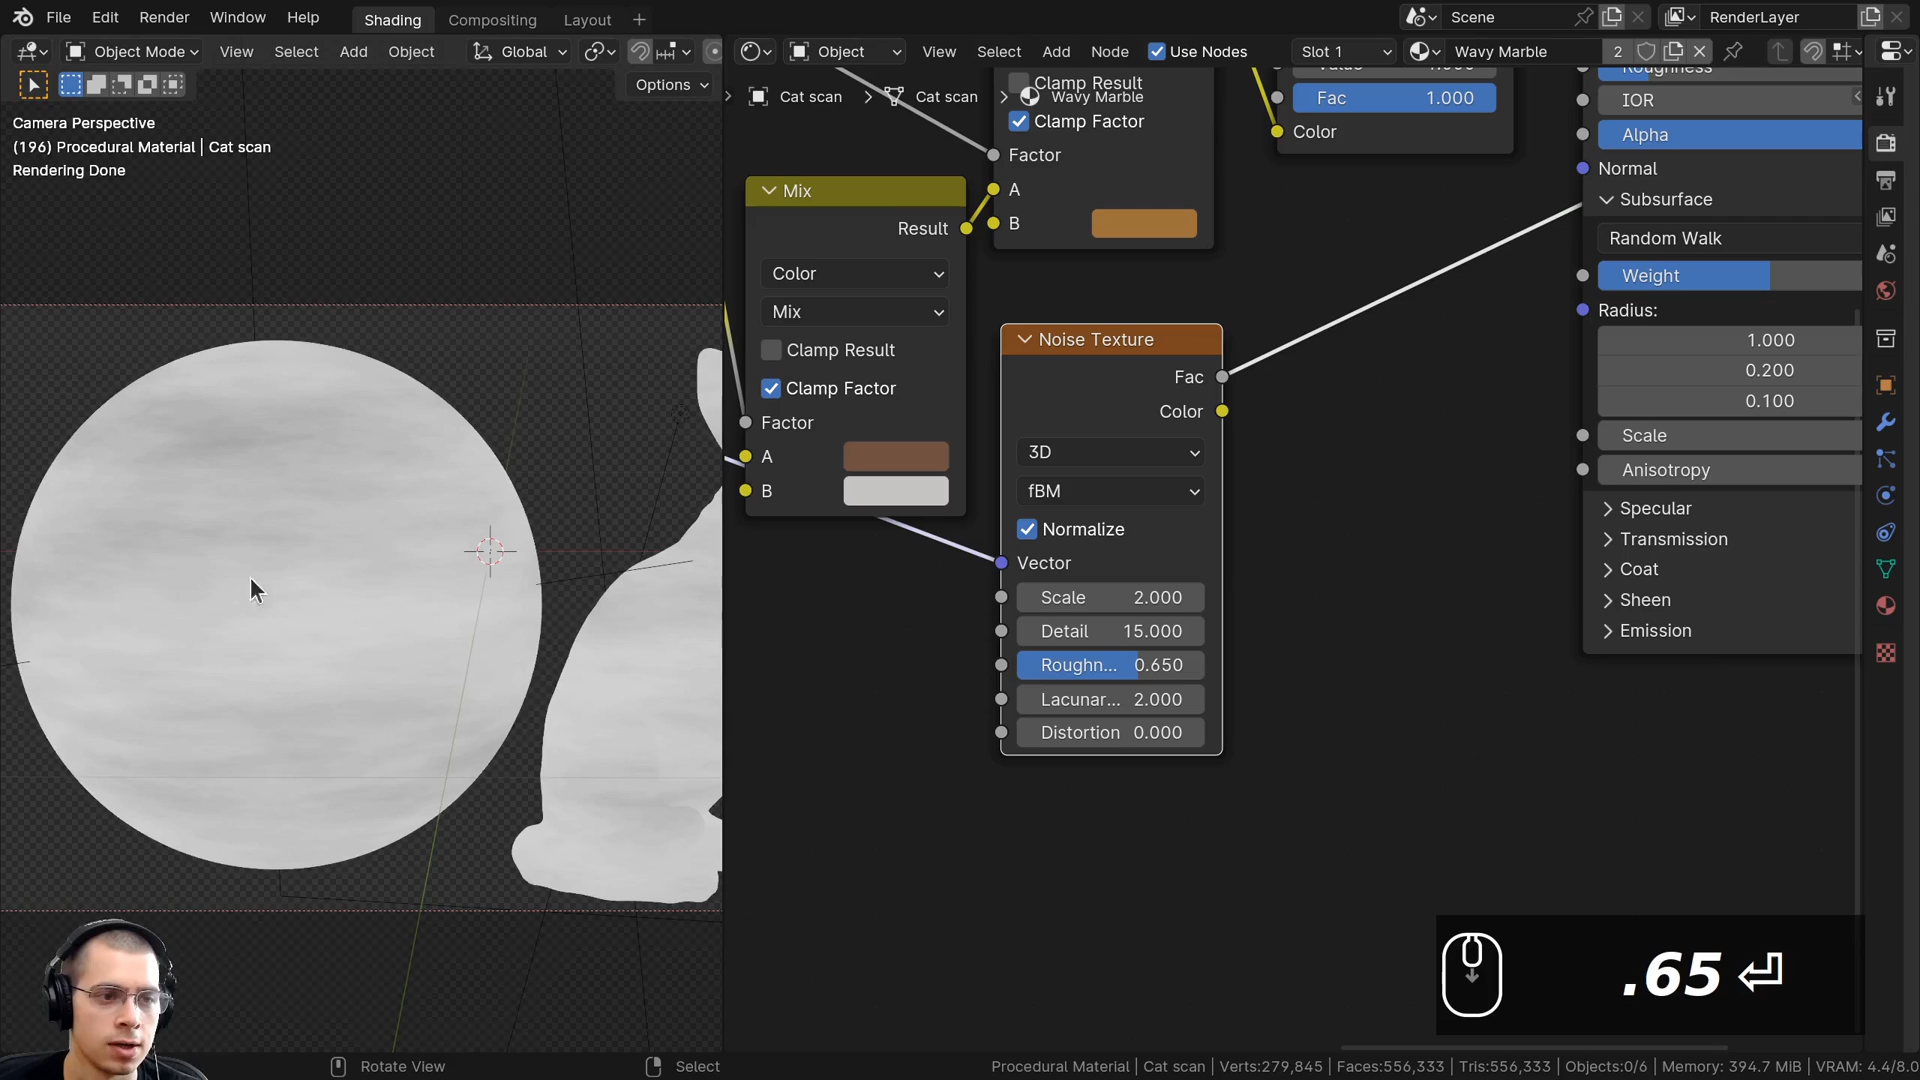 File Edit Render Window Help Shading Compositing Layout + Scene RenderLayer
Object Mode View Select Add Object Global Object View Select Add Node Use Nodes Slot 1 Wavy Marble 2
Options
Camera Perspective
(196) Procedural Material | Cat scan
Rendering Done
Cat scan > Cat scan > Wavy Marble
Clamp Result
Clamp Factor
Factor
A
B
Fac 1.000
Color
Mix
Result
Color
Mix
Clamp Result
Clamp Factor
Factor
A
B
Noise Texture
Fac
Color
3D
fBM
Normalize
Vector
Scale 2.000
Detail 15.000
Roughn... 0.650
Lacunar... 2.000
Distortion 0.000
Roughness
IOR
Alpha
Normal
Subsurface
Random Walk
Weight
Radius:
1.000
0.200
0.100
Scale
Anisotropy
Specular
Transmission
Coat
Sheen
Emission
.65 ⏎
Rotate View Select Procedural Material | Cat scan | Verts:279,845 | Faces:556,333 | Tris:556,333 | Objects:0/6 | Memory: 394.7 MiB | VRAM: 4.4/8.0